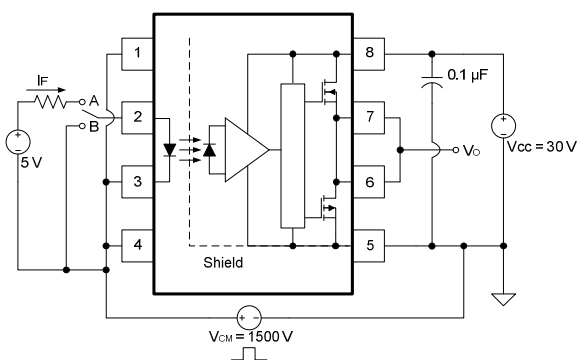 1
8
IF
A
0.1 µF
2
7
B
+
-
5 V
+
-
VCC = 30 V
VO
3
6
4
5
Shield
+ -
VCM = 1500 V